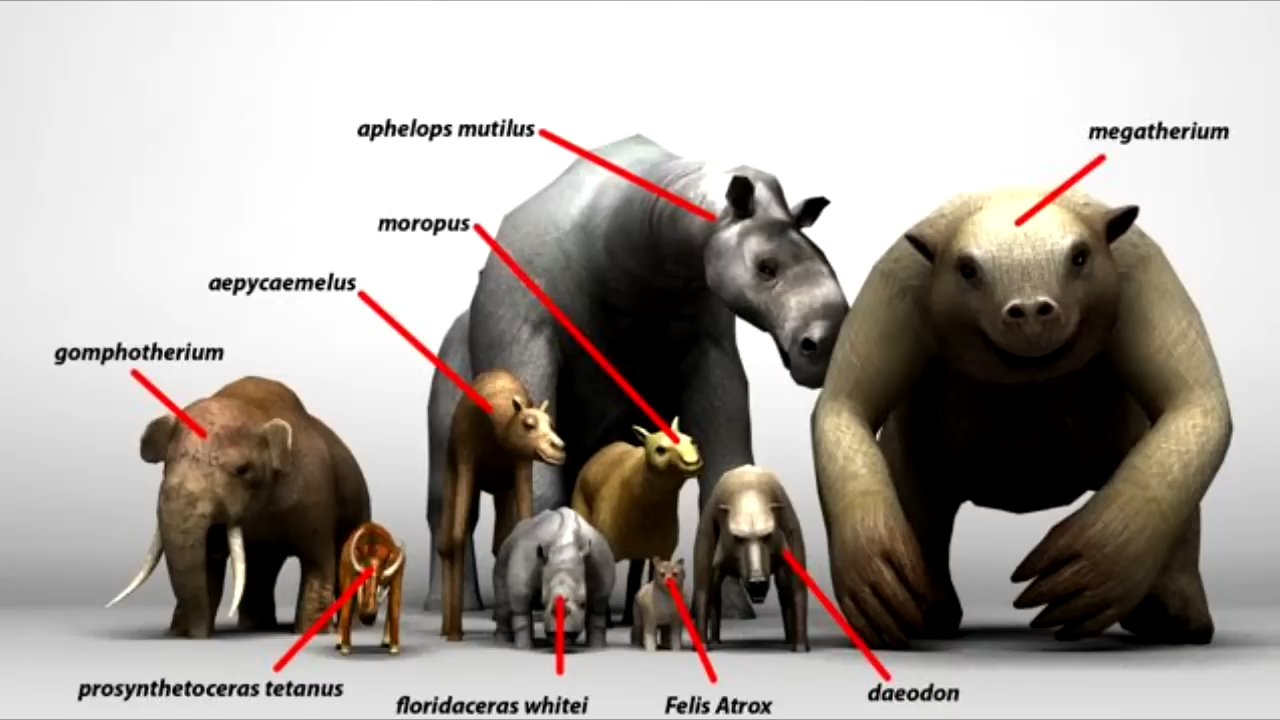 aphelops mutilus
megatherium
moropus
aepycaemelus
gomphotherium
prosynthetoceras tetanus
floridaceras whitei
Felis Atrox
daeodon